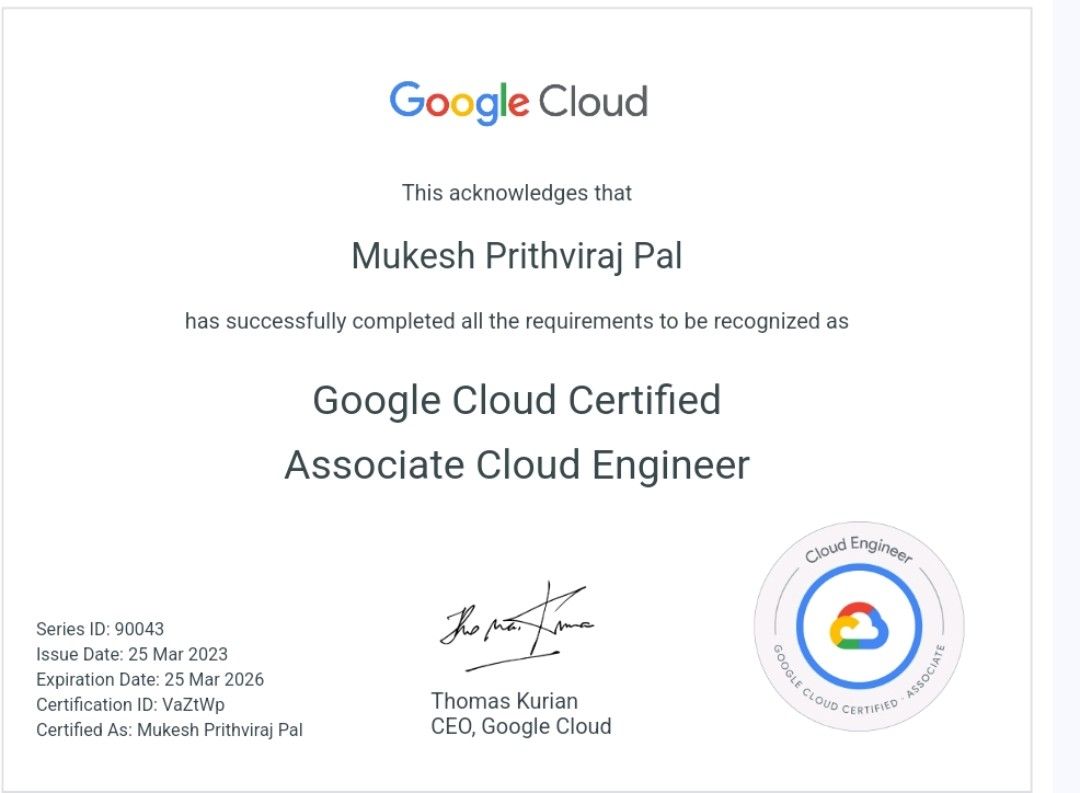 Google Cloud
This acknowledges that
Mukesh Prithviraj Pal
has successfully completed all the requirements to be recognized as
Google Cloud Certified
Associate Cloud Engineer
Series ID: 90043
Issue Date: 25 Mar 2023
Expiration Date: 25 Mar 2026
Certification ID: VaZtWp
Certified As: Mukesh Prithviraj Pal
Thomas Kurian
Thomas Kurian
CEO, Google Cloud
Cloud Engineer
GOOGLE CLOUD CERTIFIED · ASSOCIATE